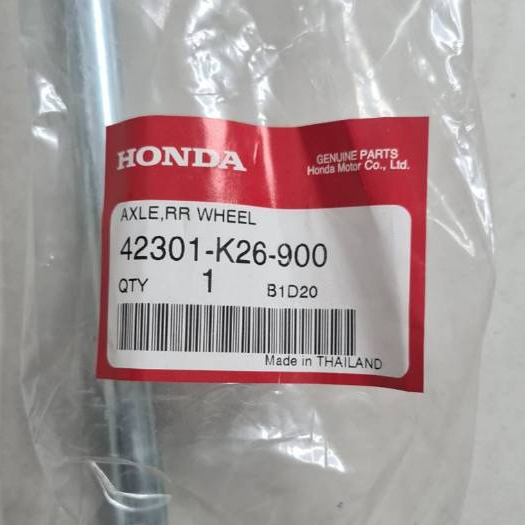 HONDA
GENUINE PARTS
Honda Motor Co., Ltd.
AXLE,RR WHEEL
42301-K26-900
QTY 1 B1D20
Made in THAILAND